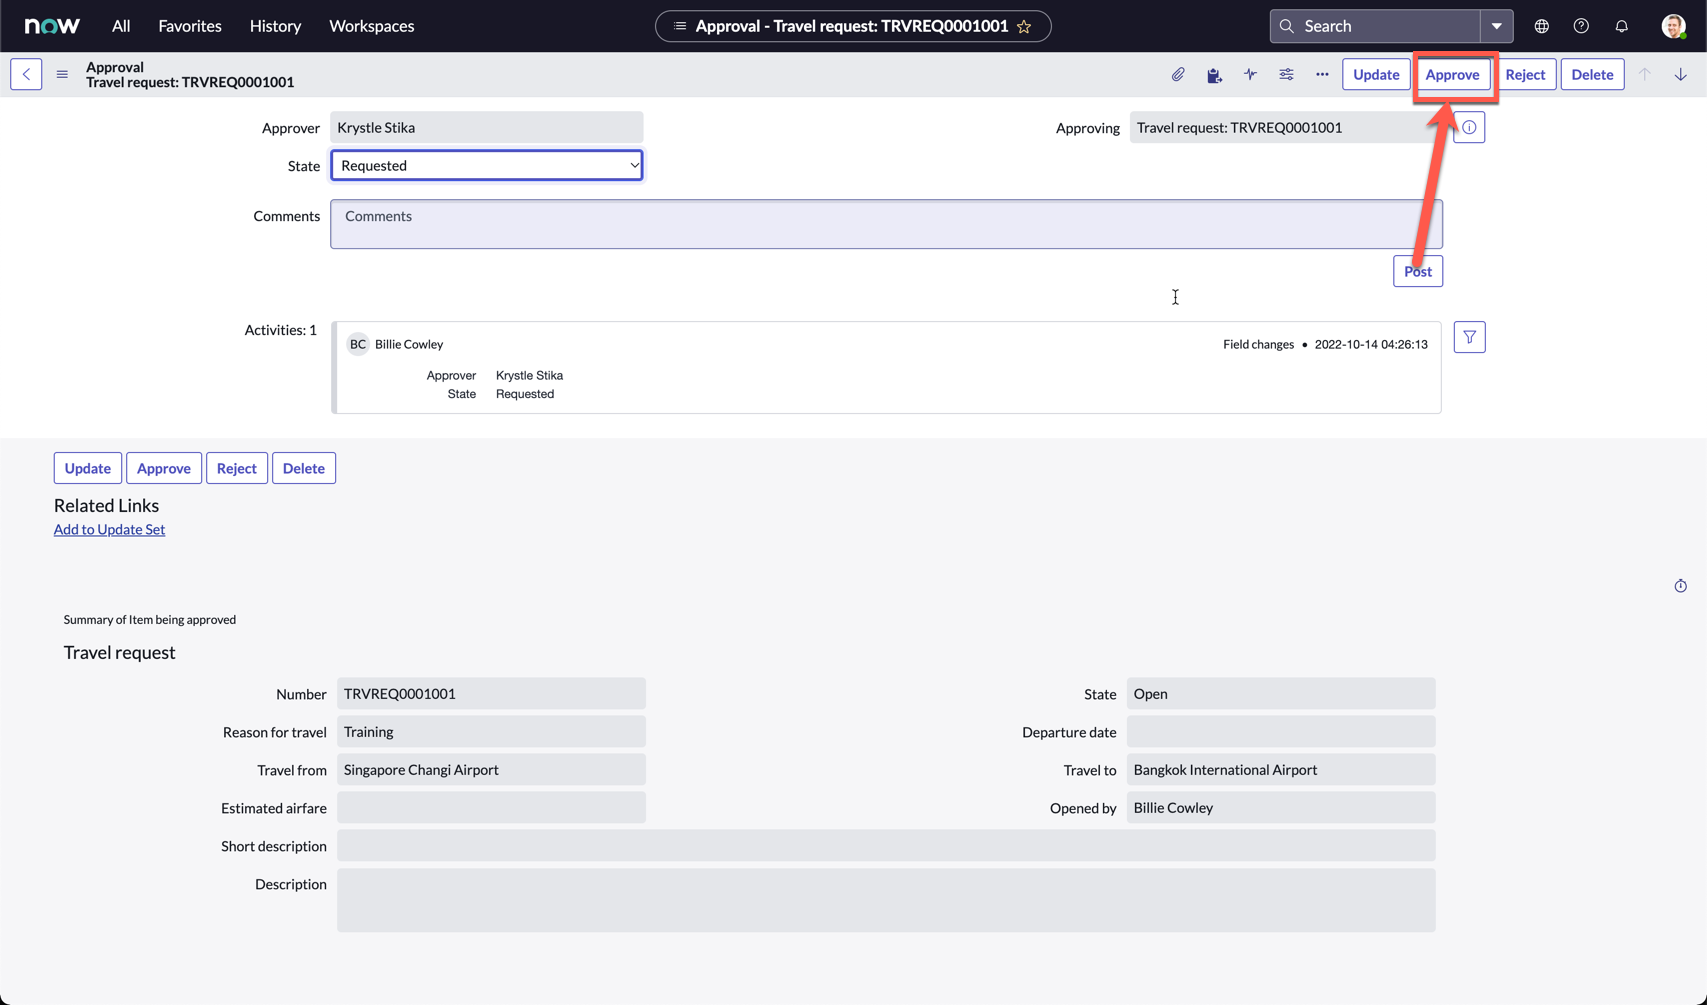 now All Favorites History Workspaces Approval - Travel request: TRVREQ0001001 Search
Approval
Travel request: TRVREQ0001001
Update Approve Reject Delete
Approver Krystle Stika Approving Travel request: TRVREQ0001001
State Requested
Comments Comments
Post
Activities: 1
BC Billie Cowley Field changes • 2022-10-14 04:26:13
Approver Krystle Stika
State Requested
Update Approve Reject Delete
Related Links
Add to Update Set
Summary of Item being approved
Travel request
Number TRVREQ0001001 State Open
Reason for travel Training Departure date
Travel from Singapore Changi Airport Travel to Bangkok International Airport
Estimated airfare Opened by Billie Cowley
Short description
Description